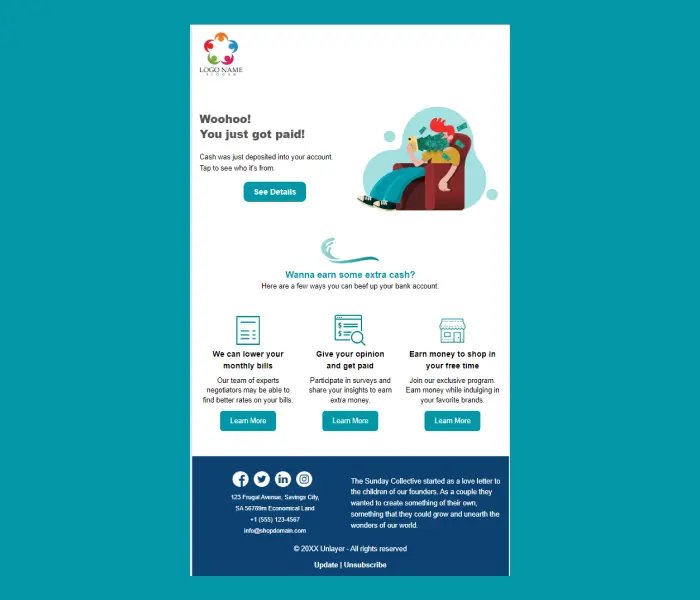 LOGO NAME
SLOGAN
Woohoo!
You just got paid!
Cash was just deposited into your account.
Tap to see who it's from.
See Details
Wanna earn some extra cash?
Here are a few ways you can beef up your bank account.
We can lower your
monthly bills
Our team of experts
negotiators may be able to
find better rates on your bills.
Learn More
Give your opinion
and get paid
Participate in surveys and
share your insights to earn
extra money.
Learn More
Earn money to shop in
your free time
Join our exclusive program.
Earn money while indulging in
your favorite brands.
Learn More
123 Frugal Avenue, Savings City,
SA 56789m Economical Land
+1 (555) 123-4567
info@shopdomain.com
The Sunday Collective started as a love letter to
the children of our founders. As a couple they
wanted to create something of their own,
something that they could grow and unearth the
wonders of our world.
© 20XX Unlayer - All rights reserved
Update | Unsubscribe